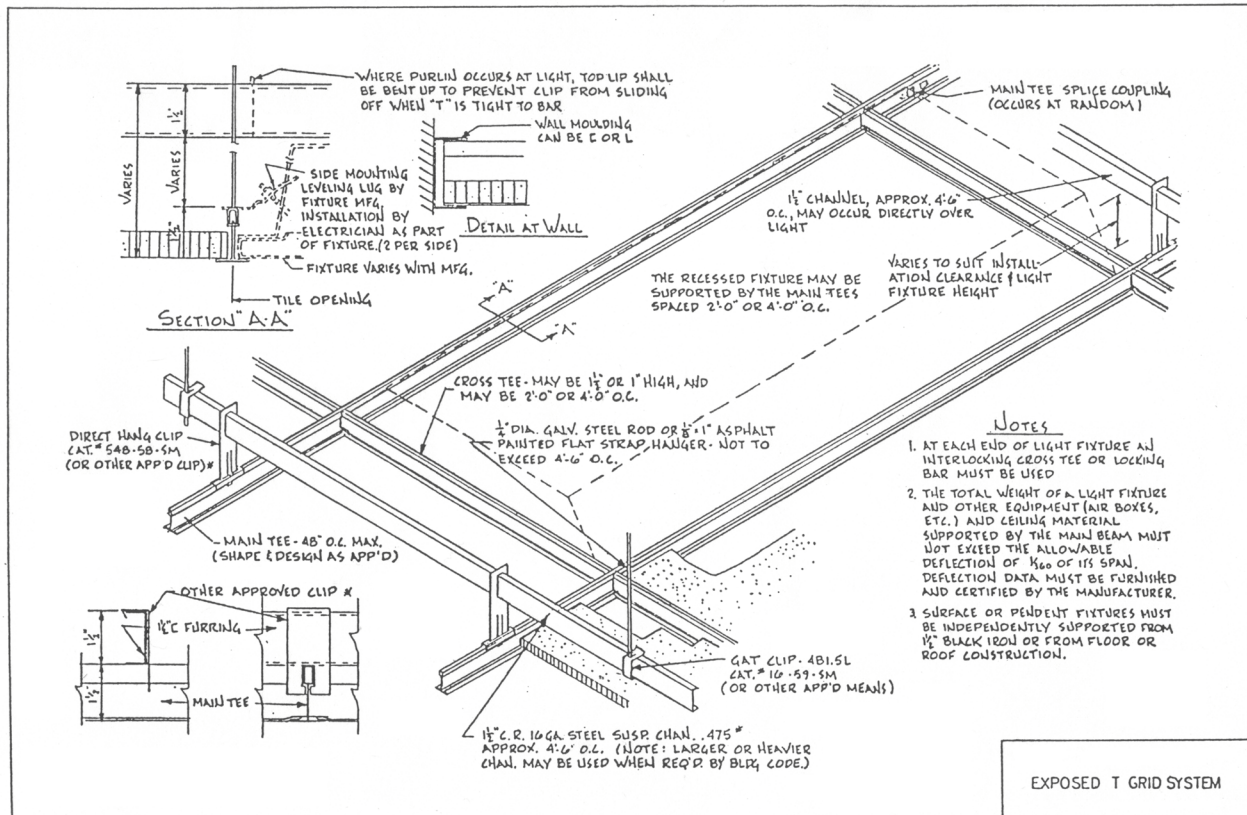 WHERE PURLIN OCCURS AT LIGHT, TOP LIP SHALL
BE BENT UP TO PREVENT CLIP FROM SLIDING
OFF WHEN "T" IS TIGHT TO BAR
WALL MOULDING
CAN BE C OR L
1½"
VARIES
VARIES
1½"
SIDE MOUNTING
LEVELING LUG BY
FIXTURE MFG.
INSTALLATION BY
ELECTRICIAN AS PART
OF FIXTURE.(2 PER SIDE)
FIXTURE VARIES WITH MFG.
TILE OPENING
SECTION "A-A"
DETAIL AT WALL
MAIN TEE SPLICE COUPLING
(OCCURS AT RANDOM)
1½" CHANNEL, APPROX. 4'-6"
O.C., MAY OCCUR DIRECTLY OVER
LIGHT
VARIES TO SUIT INSTALL-
ATION CLEARANCE & LIGHT
FIXTURE HEIGHT
THE RECESSED FIXTURE MAY BE
SUPPORTED BY THE MAIN TEES
SPACED 2'-0" OR 4'-0" O.C.
"A"
"A"
CROSS TEE - MAY BE 1½" OR 1" HIGH, AND
MAY BE 2'-0" OR 4'-0" O.C.
¼" DIA. GALV. STEEL ROD OR ⅛" x 1" ASPHALT
PAINTED FLAT STRAP, HANGER - NOT TO
EXCEED 4'-6" O.C.
DIRECT HANG CLIP
CAT. # 548-58-SM
(OR OTHER APP'D CLIP)*
MAIN TEE - 48" O.C. MAX.
(SHAPE & DESIGN AS APP'D)
OTHER APPROVED CLIP *
1½" C FURRING
1½"
1½"
MAIN TEE
GAT CLIP - 4B1.5L
CAT. # 16-59-SM
(OR OTHER APP'D MEANS)
1½" C.R. 16 GA. STEEL SUSP. CHAN. .475 #
APPROX. 4'-6" O.C. (NOTE: LARGER OR HEAVIER
CHAN. MAY BE USED WHEN REQ'D. BY BLDG CODE.)
NOTES
1. AT EACH END OF LIGHT FIXTURE AN
INTERLOCKING CROSS TEE OR LOCKING
BAR MUST BE USED
2. THE TOTAL WEIGHT OF A LIGHT FIXTURE
AND OTHER EQUIPMENT (AIR BOXES,
ETC.) AND CEILING MATERIAL
SUPPORTED BY THE MAIN BEAM MUST
NOT EXCEED THE ALLOWABLE
DEFLECTION OF 1/360 OF ITS SPAN.
DEFLECTION DATA MUST BE FURNISHED
AND CERTIFIED BY THE MANUFACTURER.
3. SURFACE OR PENDENT FIXTURES MUST
BE INDEPENDENTLY SUPPORTED FROM
1½" BLACK IRON OR FROM FLOOR OR
ROOF CONSTRUCTION.
EXPOSED T GRID SYSTEM